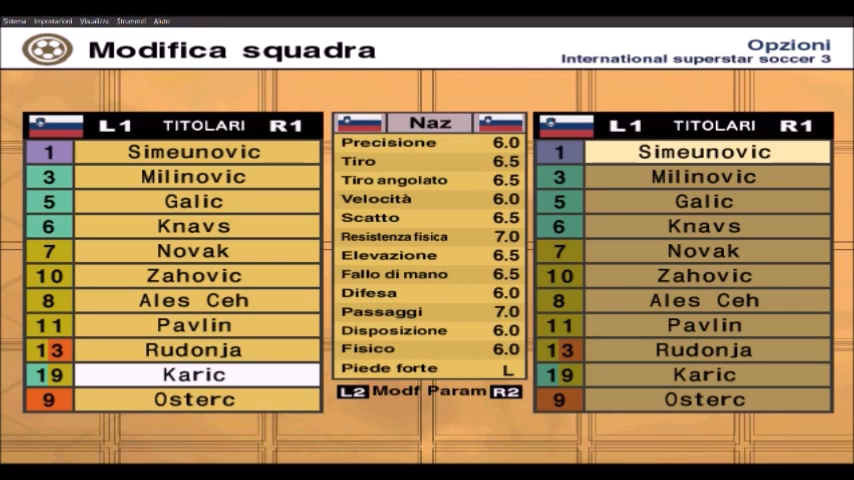 Sistema Impostazioni Visualizza Strumenti Aiuto
Modifica squadra
Opzioni
International superstar soccer 3
L1 TITOLARI R1
1 Simeunovic
3 Milinovic
5 Galic
6 Knavs
7 Novak
10 Zahovic
8 Ales Ceh
11 Pavlin
13 Rudonja
19 Karic
9 Osterc
Naz
Precisione 6.0
Tiro 6.5
Tiro angolato 6.5
Velocità 6.0
Scatto 6.5
Resistenza fisica 7.0
Elevazione 6.5
Fallo di mano 6.5
Difesa 6.0
Passaggi 7.0
Disposizione 6.0
Fisico 6.0
Piede forte L
L2 Modf Param R2
L1 TITOLARI R1
1 Simeunovic
3 Milinovic
5 Galic
6 Knavs
7 Novak
10 Zahovic
8 Ales Ceh
11 Pavlin
13 Rudonja
19 Karic
9 Osterc